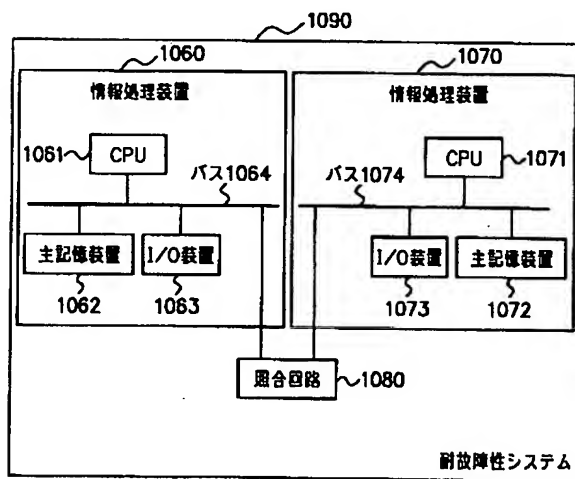 1090
1060
1070
情報処理装置
情報処理装置
1061
CPU
CPU
1071
バス1064
バス1074
主記憶装置
I/O装置
I/O装置
主記憶装置
1062
1063
1073
1072
照合回路
1080
耐故障性システム